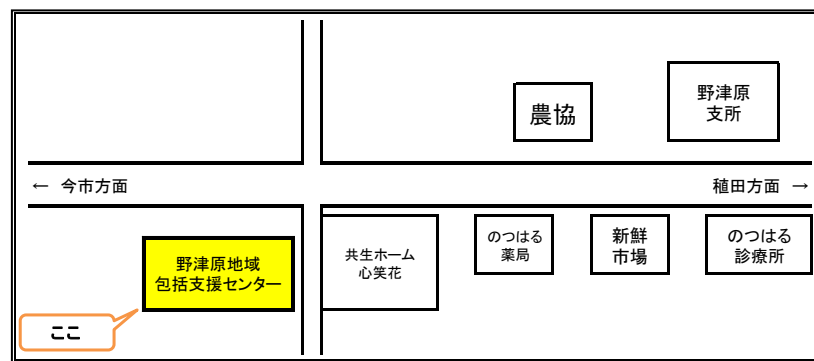 農協
野津原
支所
← 今市方面
稙田方面 →
野津原地域
包括支援センター
共生ホーム
心笑花
のつはる
薬局
新鮮
市場
のつはる
診療所
ここ